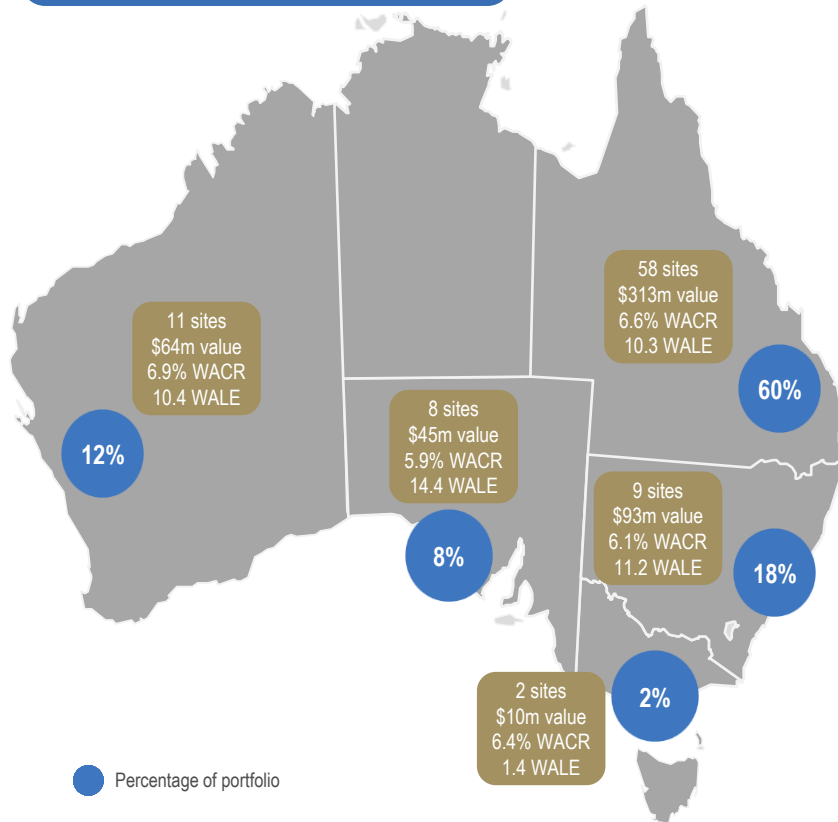 58 sites
$313m value
6.6% WACR
10.3 WALE
60%
11 sites
$64m value
6.9% WACR
10.4 WALE
12%
8 sites
$45m value
5.9% WACR
14.4 WALE
8%
9 sites
$93m value
6.1% WACR
11.2 WALE
18%
2 sites
$10m value
6.4% WACR
1.4 WALE
2%
Percentage of portfolio